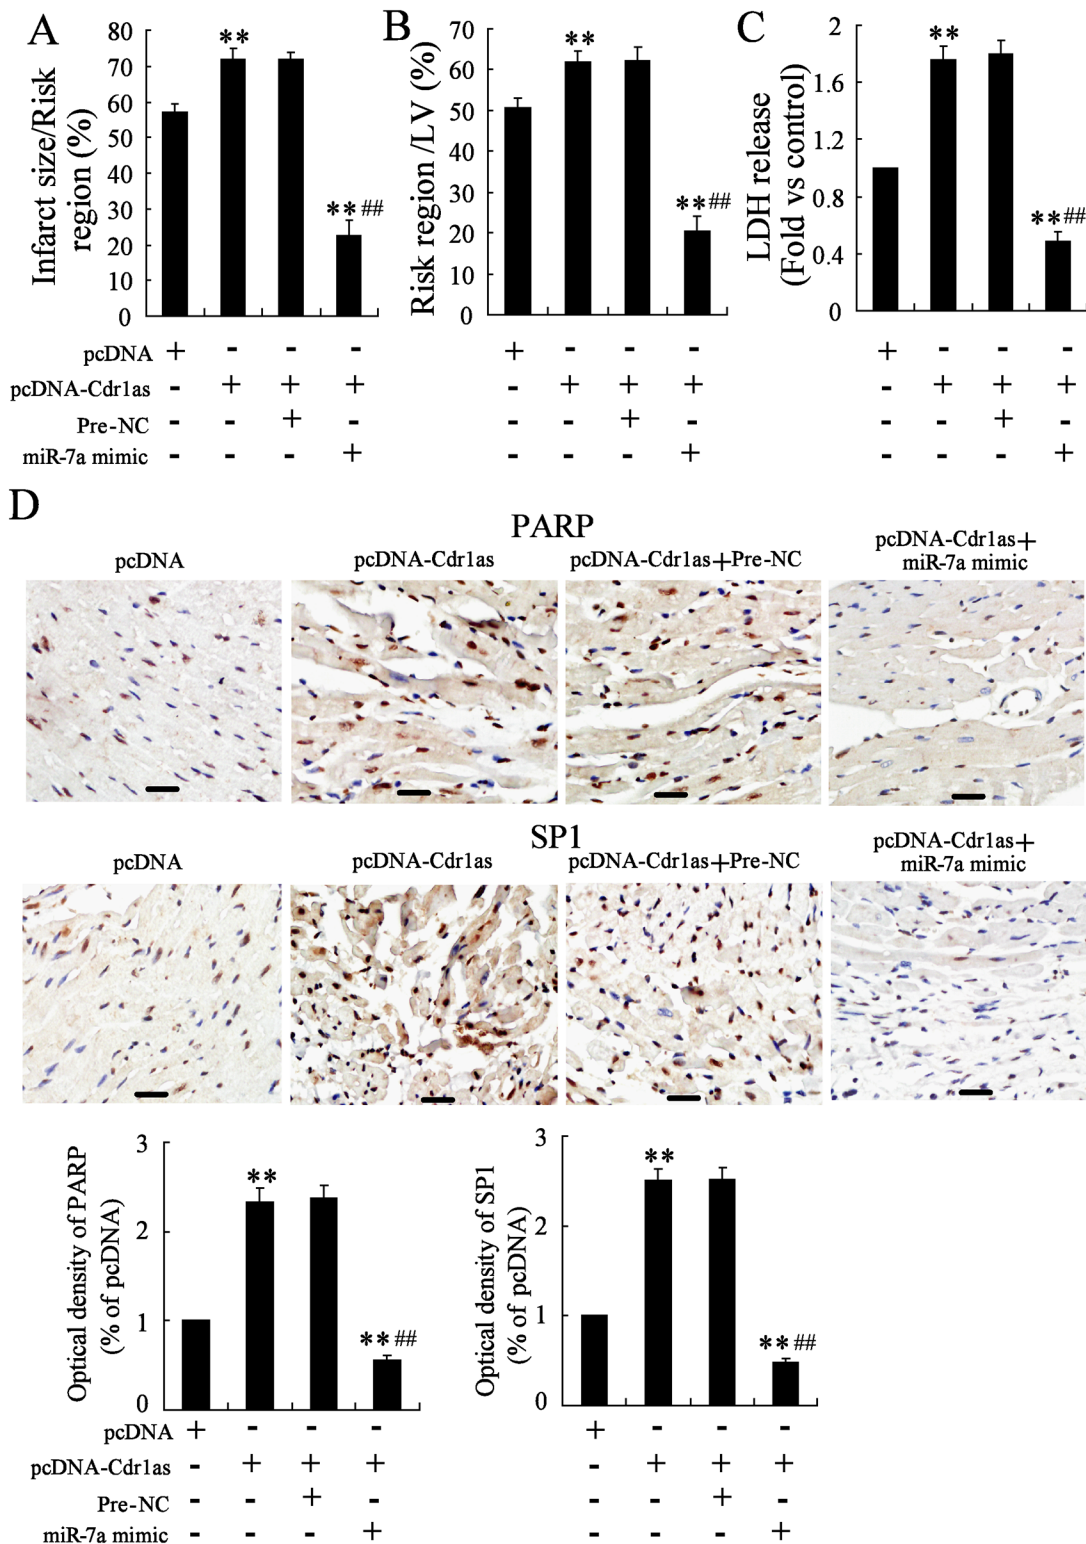 A
Infarct size/Risk
region (%)
80
70
60
50
40
30
20
10
0
**
**##
B
Risk region /LV (%)
70
60
50
40
30
20
10
0
**
**##
C
LDH release
(Fold vs control)
2
1.6
1.2
0.8
0.4
0
**
**##
pcDNA + - - - + - - - + - - -
pcDNA-Cdr1as - + + + - + + + - + + +
Pre-NC - - + - - - + - - - + -
miR-7a mimic - - - + - - - + - - - +
D
PARP
pcDNA
pcDNA-Cdr1as
pcDNA-Cdr1as+Pre-NC
pcDNA-Cdr1as+
miR-7a mimic
SP1
pcDNA
pcDNA-Cdr1as
pcDNA-Cdr1as+Pre-NC
pcDNA-Cdr1as+
miR-7a mimic
Optical density of PARP
(% of pcDNA)
3
2
1
0
**
**##
Optical density of SP1
(% of pcDNA)
3
2
1
0
**
**##
pcDNA + - - - + - - -
pcDNA-Cdr1as - + + + - + + +
Pre-NC - - + - - - + -
miR-7a mimic - - - + - - - +